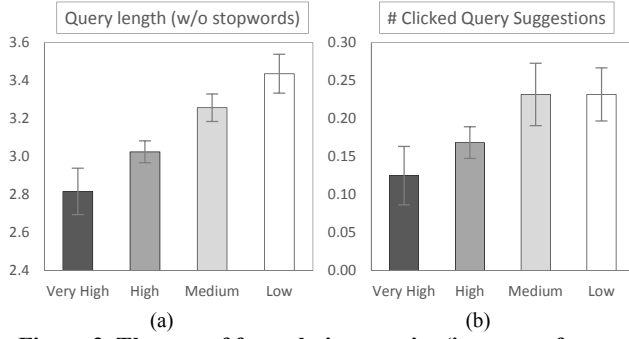 Query length (w/o stopwords)
3.6
3.4
3.2
3.0
2.8
2.6
2.4
Very High High Medium Low
(a)
# Clicked Query Suggestions
0.30
0.25
0.20
0.15
0.10
0.05
0.00
Very High High Medium Low
(b)